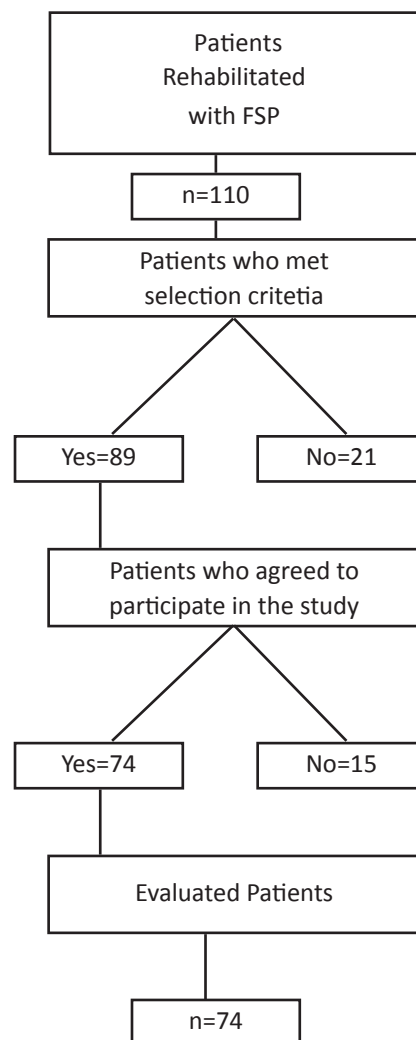 Patients
Rehabilitated
with FSP
n=110
Patients who met
selection critetia
Yes=89
No=21
Patients who agreed to
participate in the study
Yes=74
No=15
Evaluated Patients
n=74